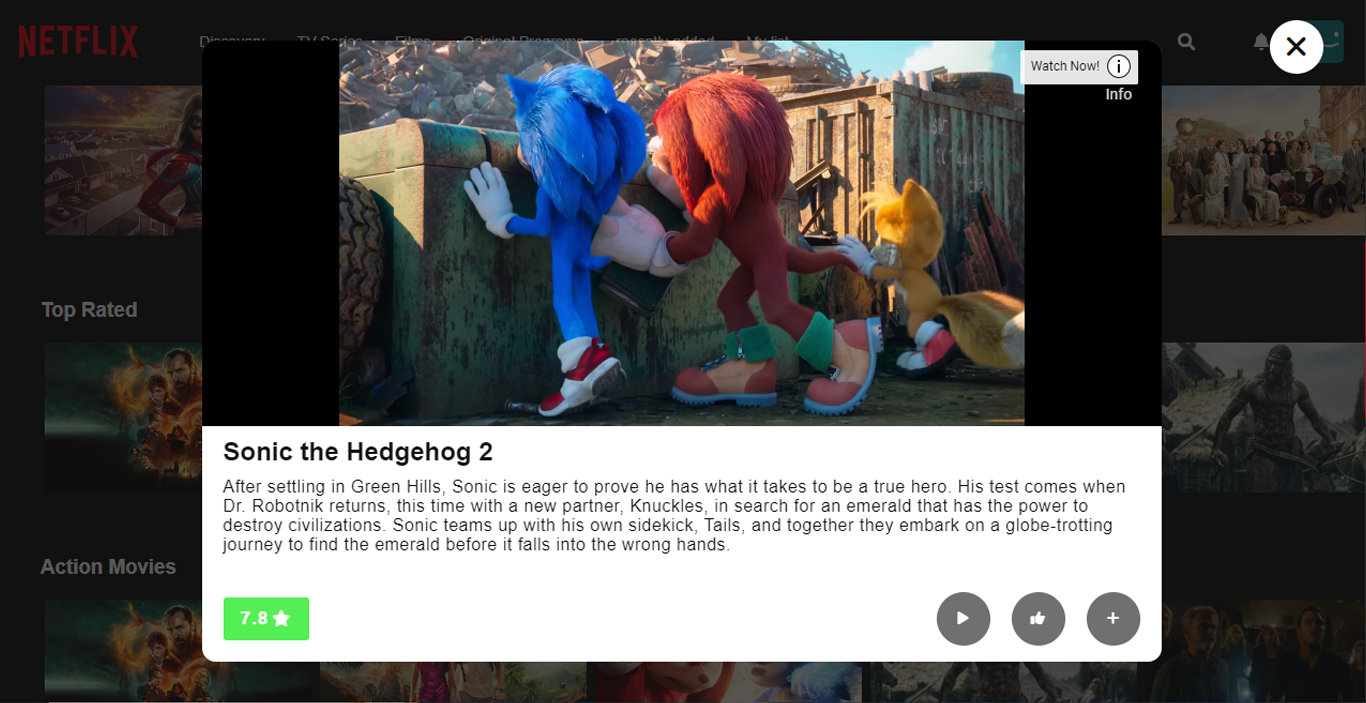 NETFLIX
Discovery TV Series Films Original Programs recently added My list
Watch Now!
Info
Top Rated
Sonic the Hedgehog 2
After settling in Green Hills, Sonic is eager to prove he has what it takes to be a true hero. His test comes when
Dr. Robotnik returns, this time with a new partner, Knuckles, in search for an emerald that has the power to
destroy civilizations. Sonic teams up with his own sidekick, Tails, and together they embark on a globe-trotting
journey to find the emerald before it falls into the wrong hands.
Action Movies
7.8